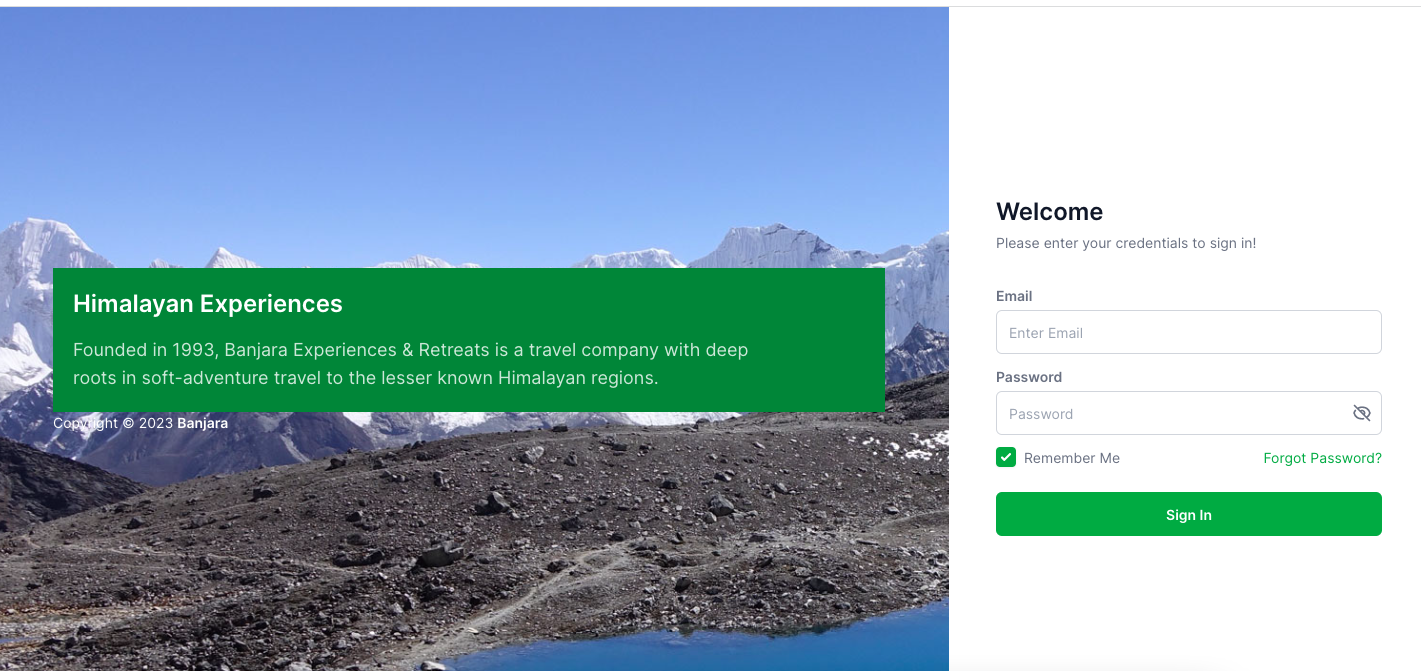 Himalayan Experiences
Founded in 1993, Banjara Experiences & Retreats is a travel company with deep
roots in soft-adventure travel to the lesser known Himalayan regions.
Copyright © 2023 Banjara
Welcome
Please enter your credentials to sign in!
Email
Enter Email
Password
Password
Remember Me
Forgot Password?
Sign In